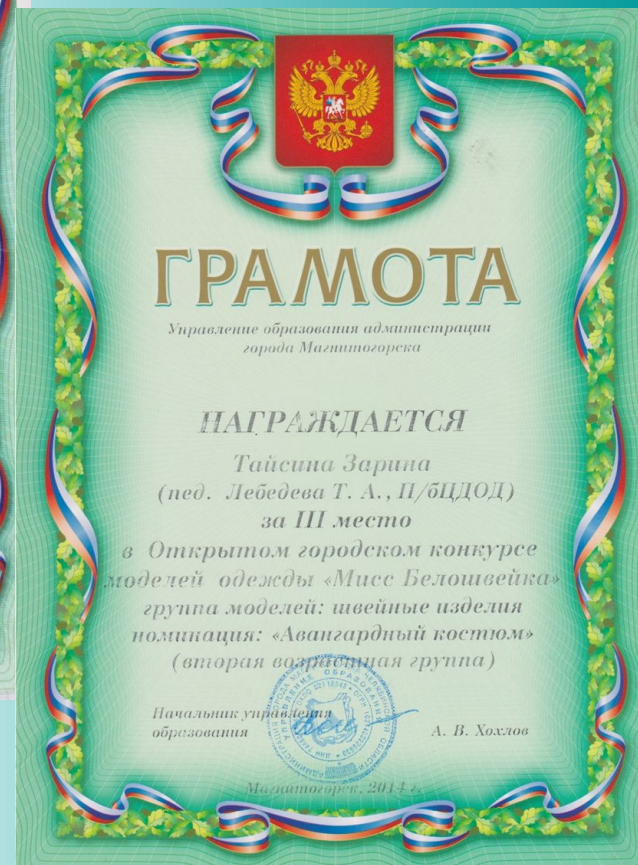 ГРАМОТА
Управление образования администрации
города Магнитогорска
НАГРАЖДАЕТСЯ
Тайсина Зарина
(пед. Лебедева Т. А., П/бЦДОД)
за III место
в Открытом городском конкурсе
моделей одежды «Мисс Белошвейка»
группа моделей: швейные изделия
номинация: «Авангардный костюм»
(вторая возрастная группа)
Начальник управления
образования
А. В. Хохлов
Магнитогорск, 2014 г.